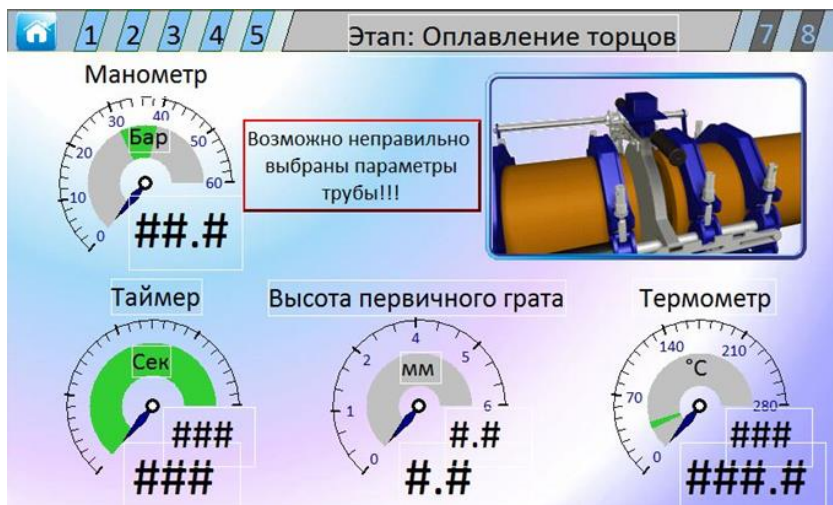 1 2 3 4 5 Этап: Оплавление торцов 7 8
Манометр
0 10 20 30 40 50 60
Бар
##.#
Возможно неправильно
выбраны параметры
трубы!!!
Таймер
Сек
###
###
Высота первичного грата
0 1 2 4 5 6
мм
#.#
#.#
Термометр
0 70 140 210 280
°C
###
###.#